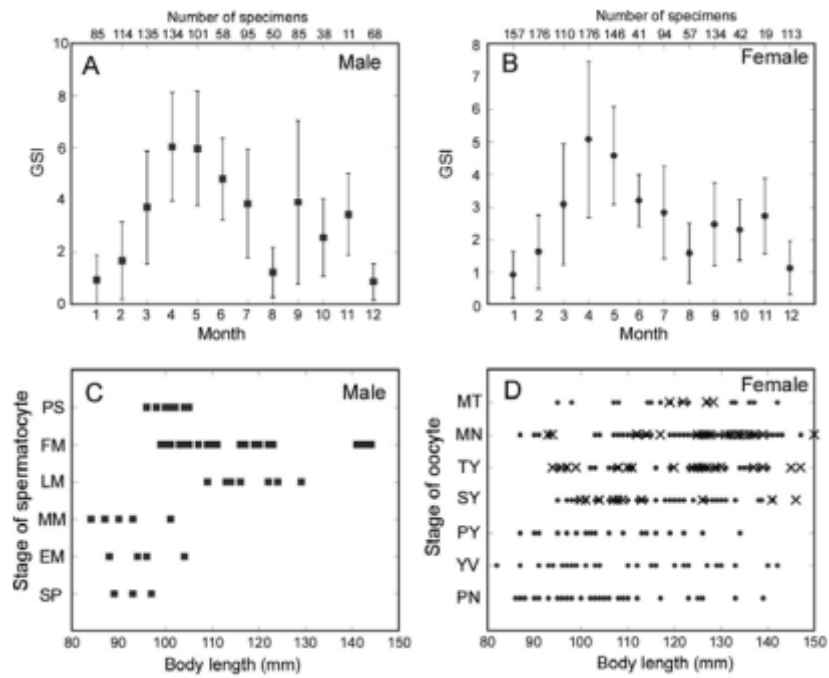 Number of specimens
85 114 135 134 101 58 95 50 85 38 11 68
A
Male
10
8
6
4
2
0
GSI
1 2 3 4 5 6 7 8 9 10 11 12
Month
Number of specimens
157 176 110 176 146 41 94 57 134 42 19 113
B
Female
8
7
6
5
4
3
2
1
0
GSI
1 2 3 4 5 6 7 8 9 10 11 12
Month
C
Male
Stage of spermatocyte
PS
FM
LM
MM
EM
SP
80 90 100 110 120 130 140 150
Body length (mm)
D
Female
Stage of oocyte
MT
MN
TY
SY
PY
YV
PN
80 90 100 110 120 130 140 150
Body length (mm)